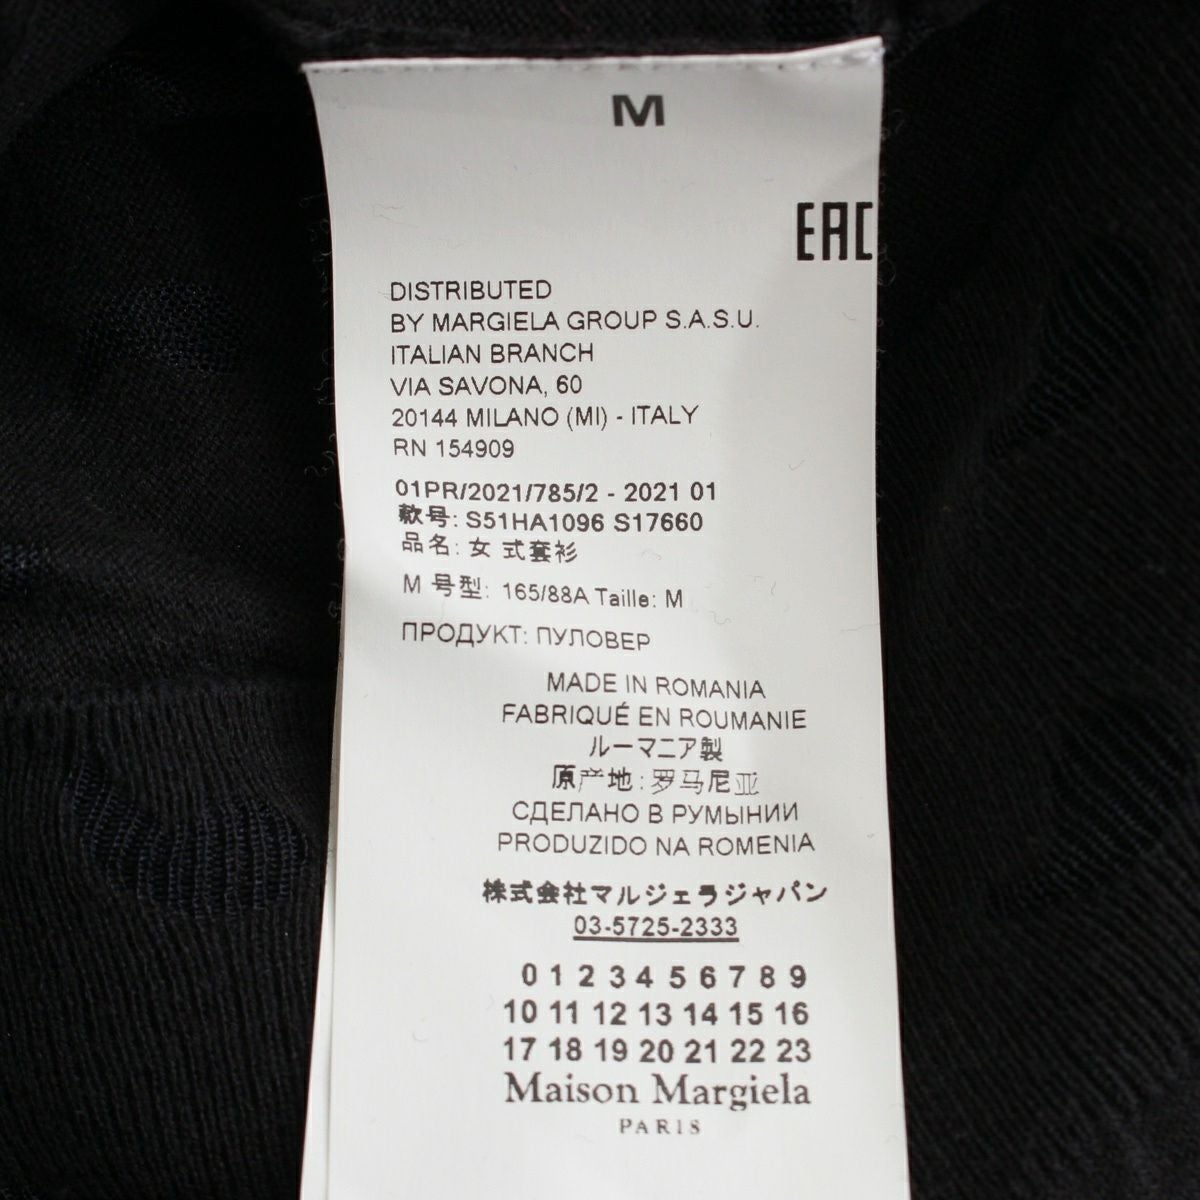 M
EAC
DISTRIBUTED
BY MARGIELA GROUP S.A.S.U.
ITALIAN BRANCH
VIA SAVONA, 60
20144 MILANO (MI) - ITALY
RN 154909
01PR/2021/785/2 - 2021 01
款号: S51HA1096 S17660
品名: 女 式套衫
M 号型: 165/88A Taille: M
ПРОДУКТ: ПУЛОВЕР
MADE IN ROMANIA
FABRIQUÉ EN ROUMANIE
ルーマニア製
原产地: 罗马尼亚
СДЕЛАНО В РУМЫНИИ
PRODUZIDO NA ROMENIA
株式会社マルジェラジャパン
03-5725-2333
0 1 2 3 4 5 6 7 8 9
10 11 12 13 14 15 16
17 18 19 20 21 22 23
Maison Margiela
PARIS